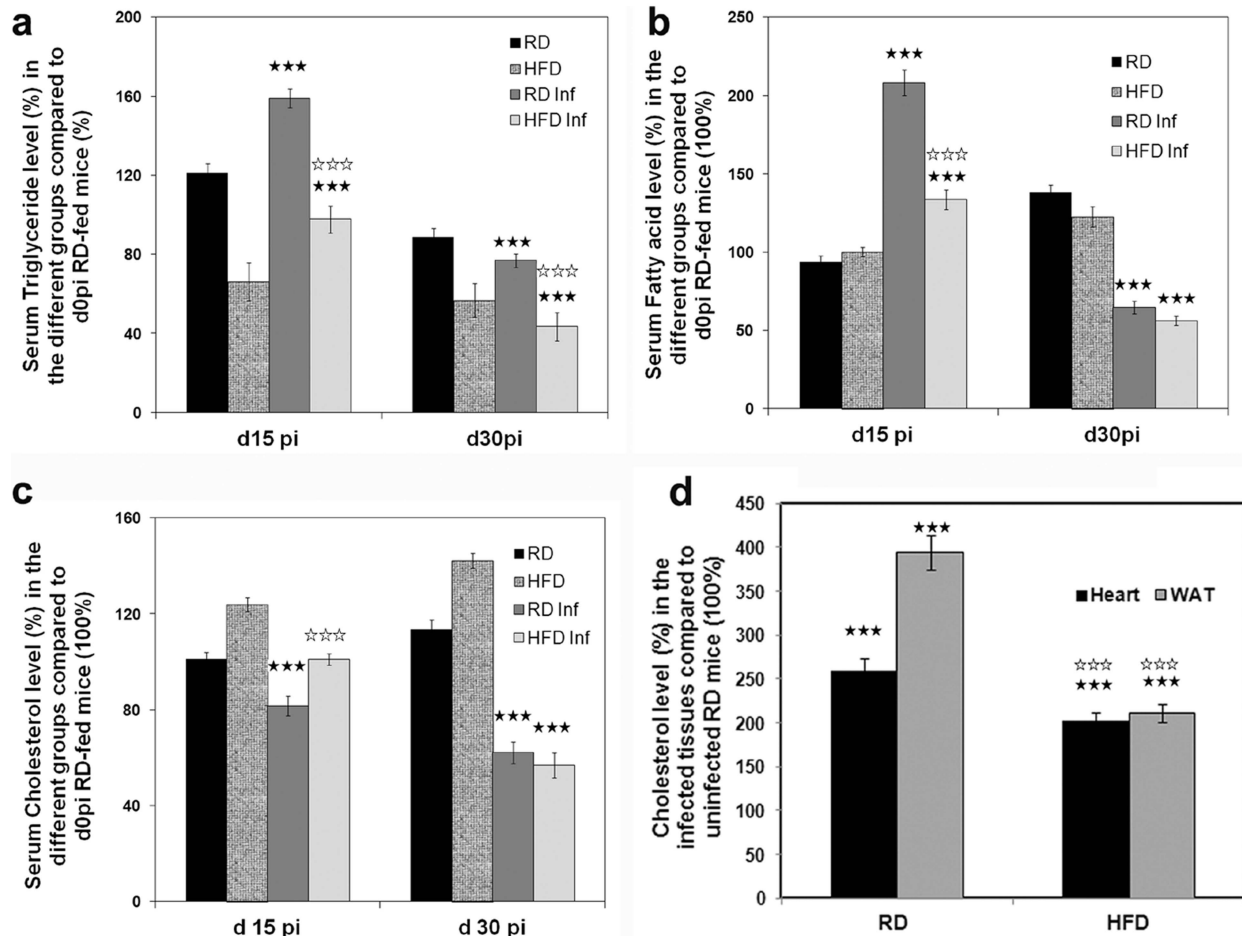 a
Serum Triglyceride level (%) in
the different groups compared to
d0pi RD-fed mice (%)
200
160
120
80
40
0
RD
HFD
RD Inf
HFD Inf
★★★
☆☆☆
★★★
★★★
☆☆☆
★★★
d15 pi
d30pi
b
Serum Fatty acid level (%) in the
different groups compared to
d0pi RD-fed mice (100%)
250
200
150
100
50
0
RD
HFD
RD Inf
HFD Inf
★★★
☆☆☆
★★★
★★★
★★★
d15 pi
d30pi
c
Serum Cholesterol level (%) in the
different groups compared to
d0pi RD-fed mice (100%)
160
120
80
40
0
RD
HFD
RD Inf
HFD Inf
★★★
☆☆☆
★★★
★★★
d 15 pi
d 30 pi
d
Cholesterol level (%) in the
infected tissues compared to
uninfected RD mice (100%)
450
400
350
300
250
200
150
100
50
0
Heart
WAT
★★★
★★★
☆☆☆
★★★
☆☆☆
★★★
RD
HFD